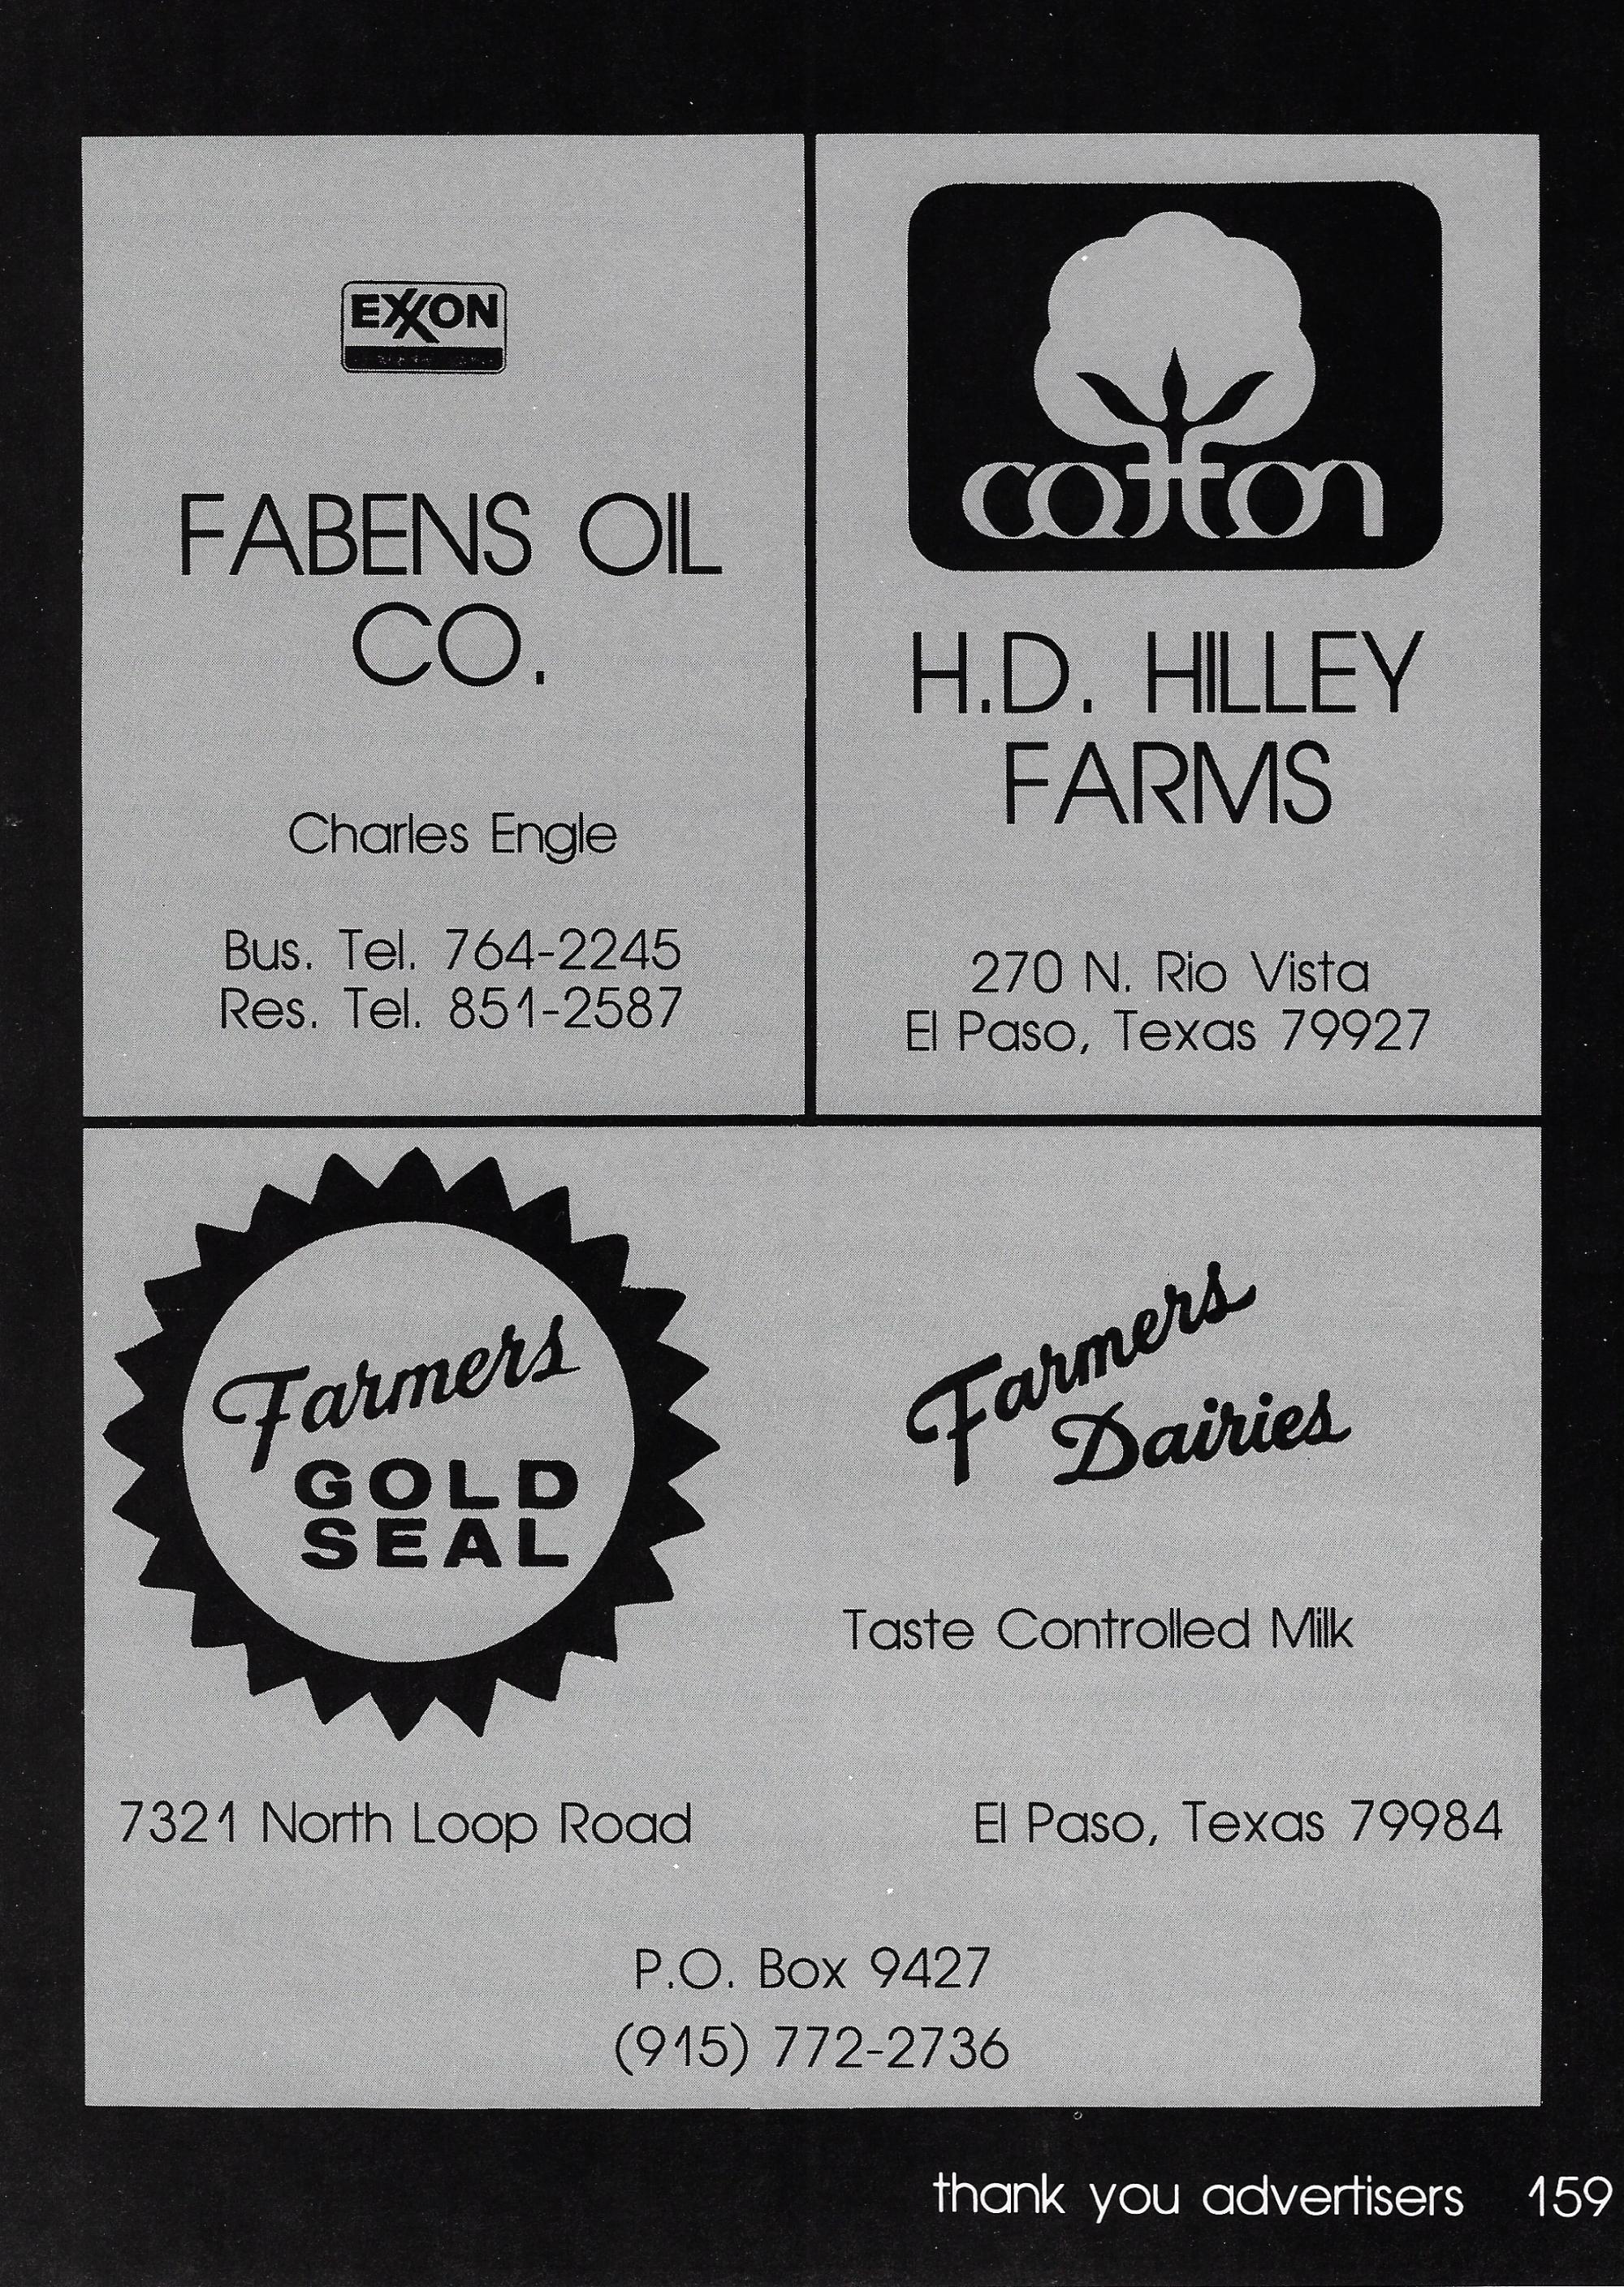 EXXON
FABENS OIL
CO.
Charles Engle
Bus. Tel. 764-2245
Res. Tel. 851-2587
cotton
H.D. HILLEY
FARMS
270 N. Rio Vista
El Paso, Texas 79927
Farmers
GOLD
SEAL
Farmers
Dairies
Taste Controlled Milk
7321 North Loop Road
El Paso, Texas 79984
P.O. Box 9427
(915) 772-2736
thank you advertisers 159